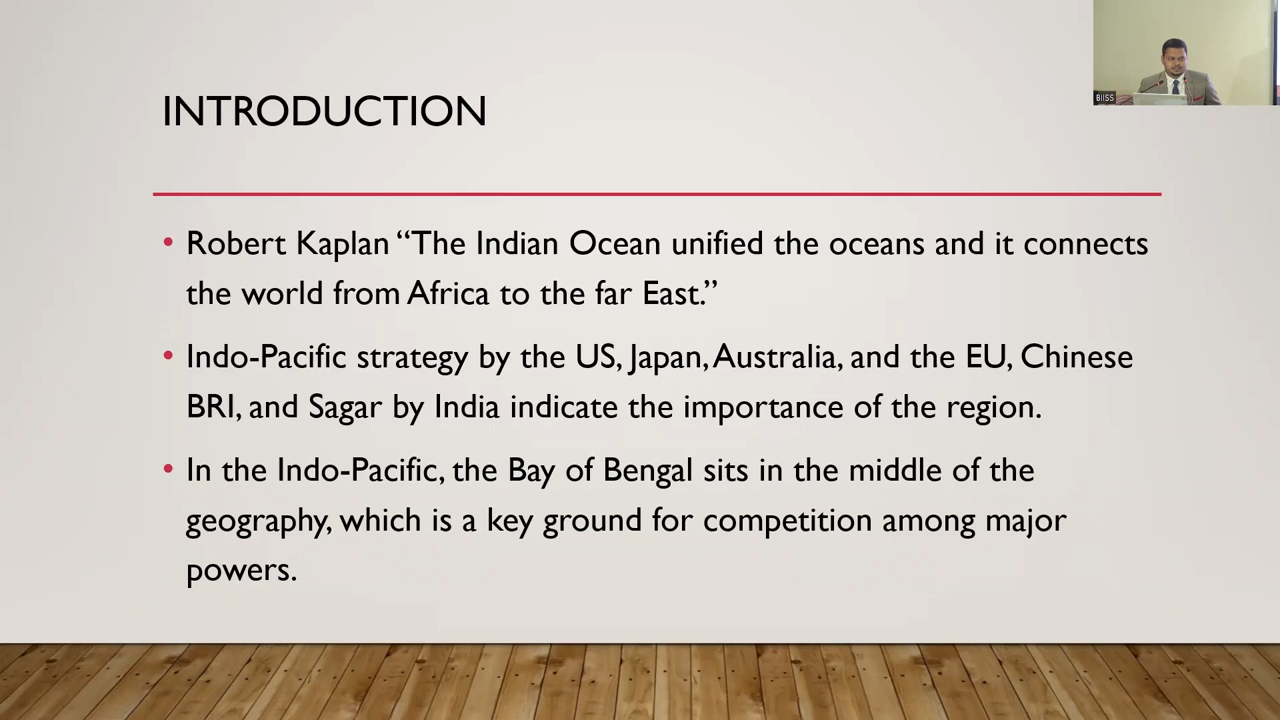 INTRODUCTION
• Robert Kaplan “The Indian Ocean unified the oceans and it connects
the world from Africa to the far East.”
• Indo-Pacific strategy by the US, Japan, Australia, and the EU, Chinese
BRI, and Sagar by India indicate the importance of the region.
• In the Indo-Pacific, the Bay of Bengal sits in the middle of the
geography, which is a key ground for competition among major
powers.
BIISS